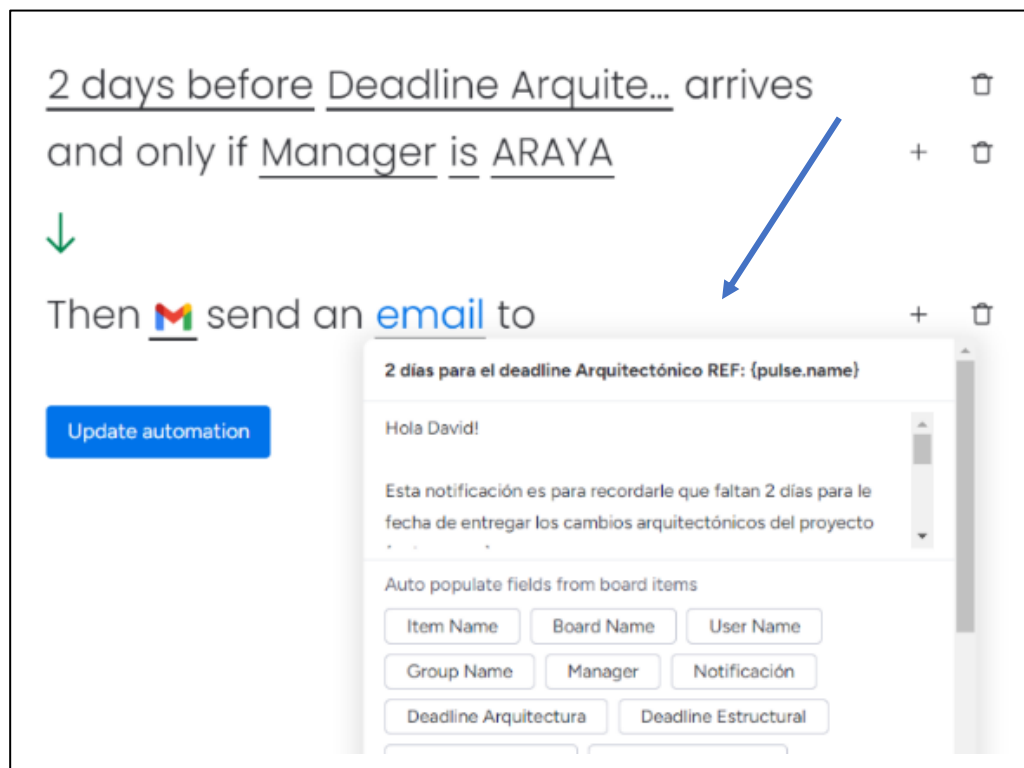 2 days before Deadline Arquite... arrives
and only if Manager is ARAYA
Then send an email to
Update automation
2 días para el deadline Arquitectónico REF: {pulse.name}
Hola David!
Esta notificación es para recordarle que faltan 2 días para le
fecha de entregar los cambios arquitectónicos del proyecto
Auto populate fields from board items
Item Name Board Name User Name
Group Name Manager Notificación
Deadline Arquitectura Deadline Estructural